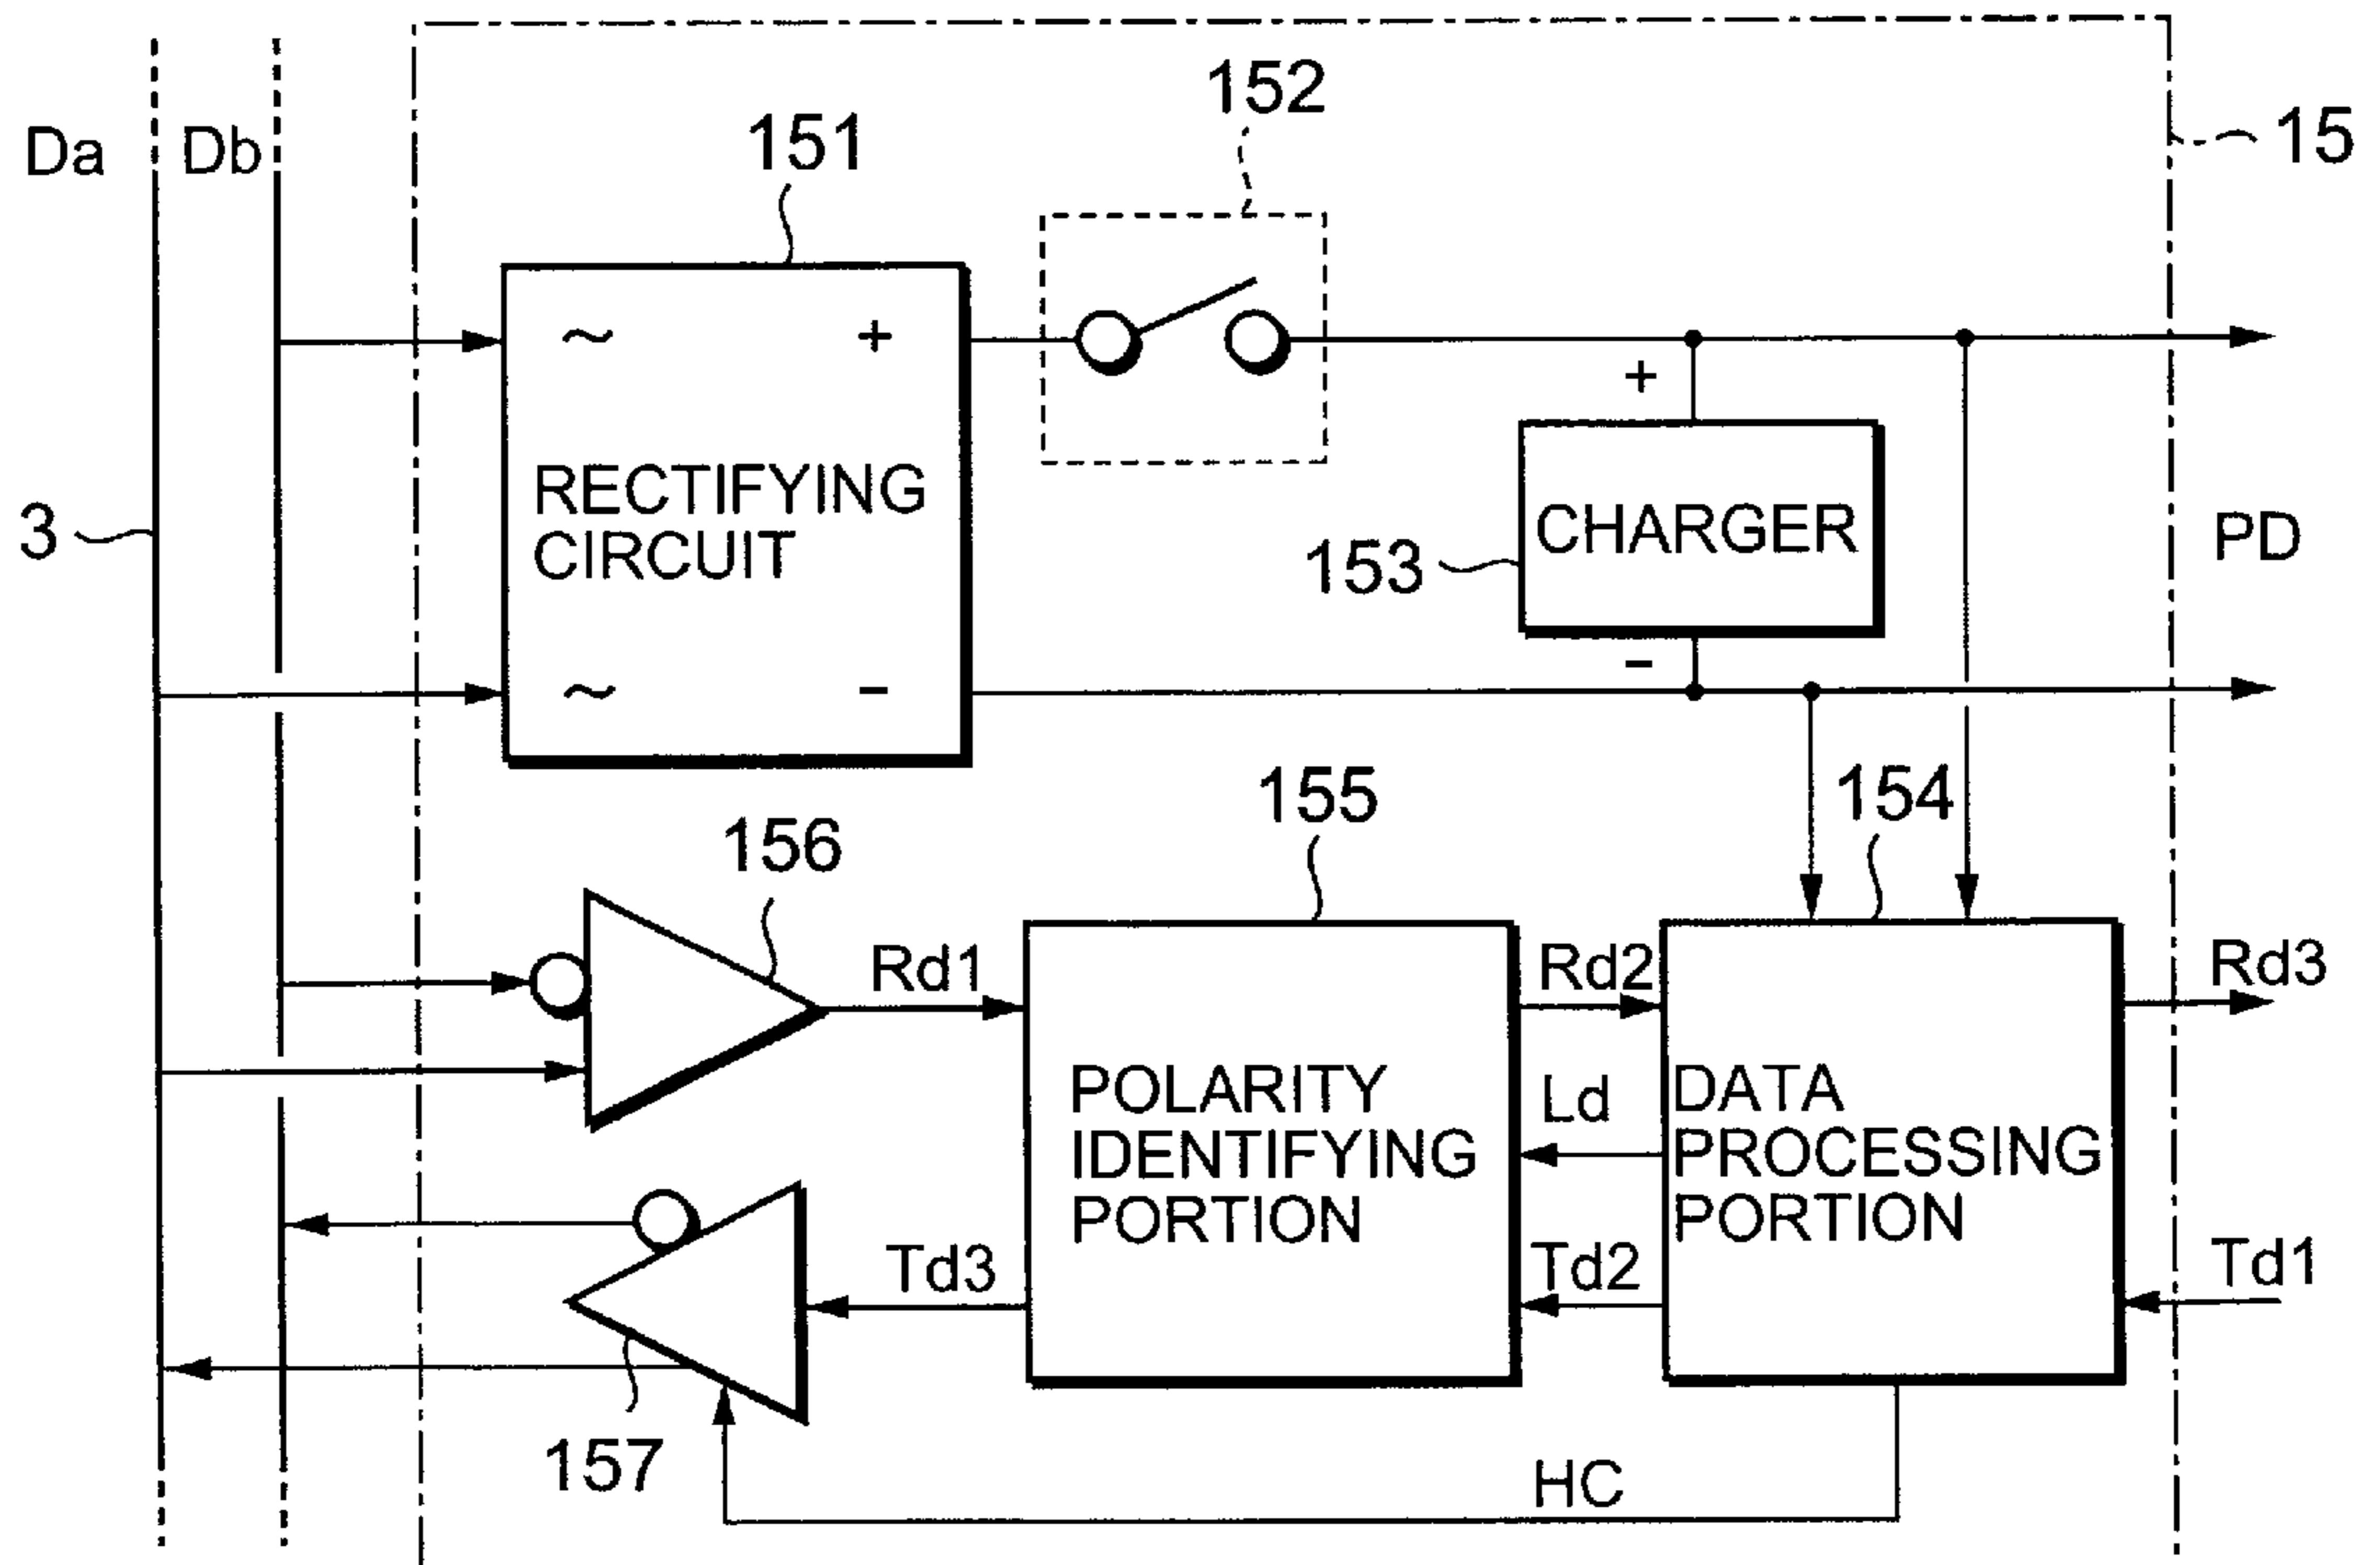 152
15
151
Da
Db
~
+
+
RECTIFYING
CIRCUIT
CHARGER
3
153
PD
-
~
-
155
154
156
Rd1
Rd2
Rd3
POLARITY
IDENTIFYING
PORTION
Ld
DATA
PROCESSING
PORTION
Td3
Td2
Td1
157
HC